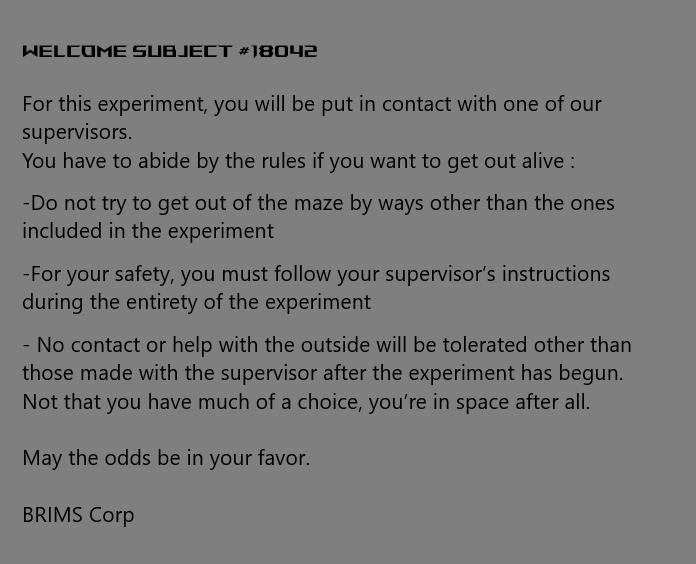 WELCOME SUBJECT #18042
For this experiment, you will be put in contact with one of our
supervisors.
You have to abide by the rules if you want to get out alive :
-Do not try to get out of the maze by ways other than the ones
included in the experiment
-For your safety, you must follow your supervisor’s instructions
during the entirety of the experiment
- No contact or help with the outside will be tolerated other than
those made with the supervisor after the experiment has begun.
Not that you have much of a choice, you’re in space after all.
May the odds be in your favor.
BRIMS Corp